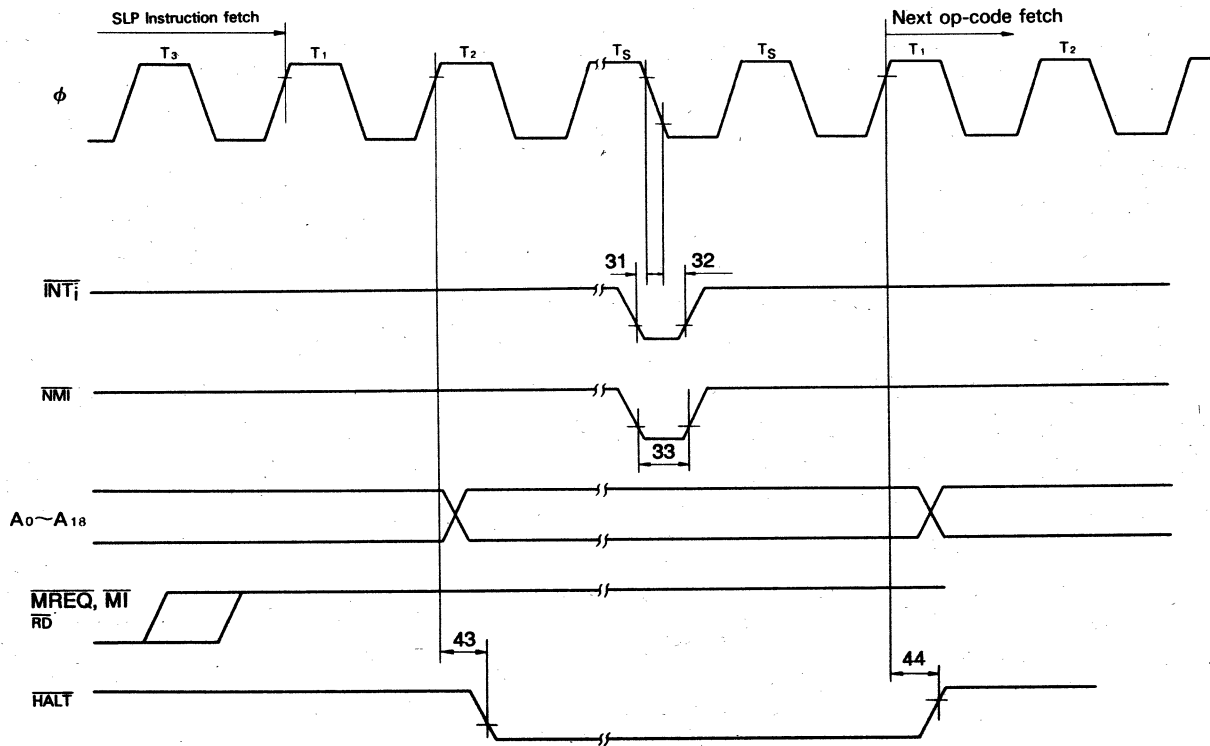 SLP Instruction fetch
Next op-code fetch
T3 T1 T2 TS TS T1 T2
ϕ
31 32
INTi
NMI
33
A0~A18
MREQ, MI
RD
43 44
HALT